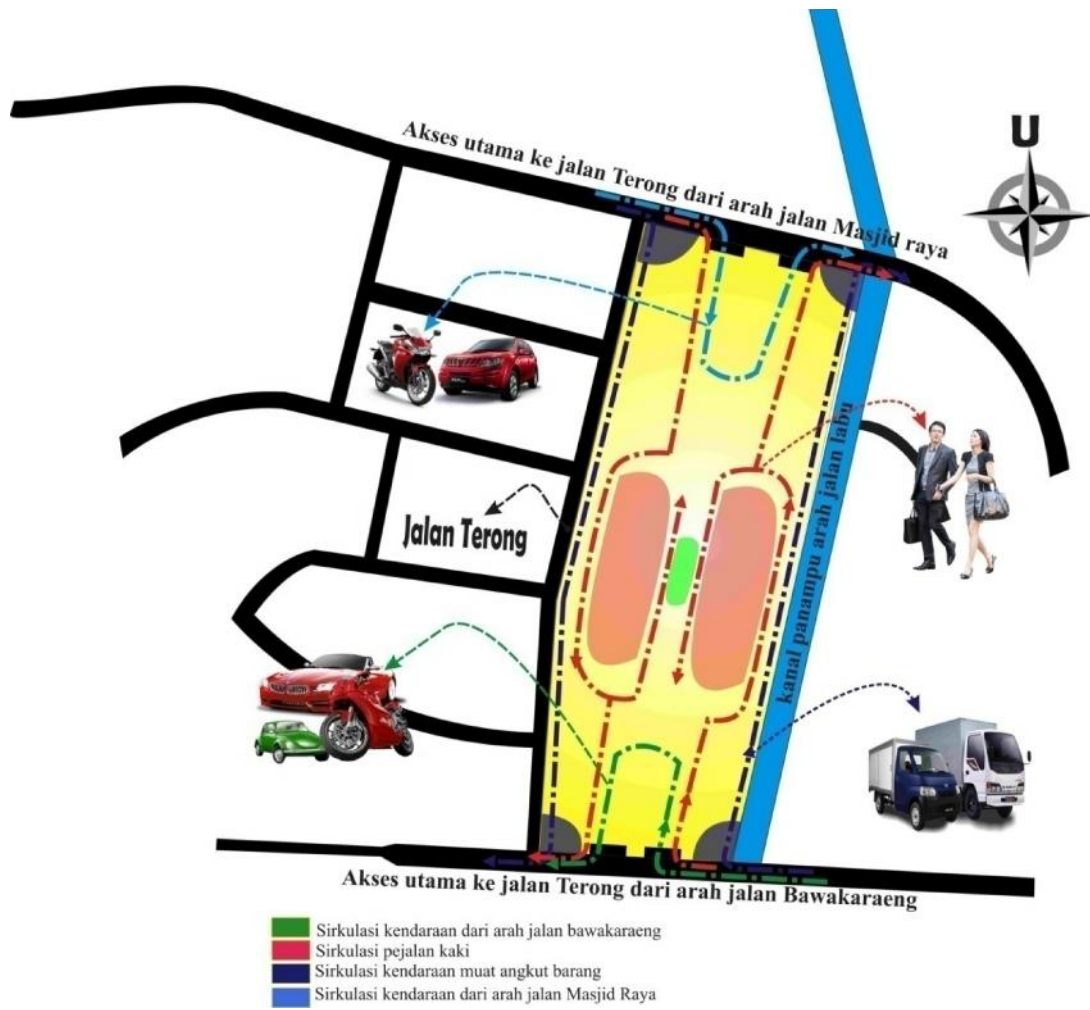 U
Akses utama ke jalan Terong dari arah jalan Masjid raya
kanal panampu arah jalan labu
Jalan Terong
Akses utama ke jalan Terong dari arah jalan Bawakaraeng
Sirkulasi kendaraan dari arah jalan bawakaraeng
Sirkulasi pejalan kaki
Sirkulasi kendaraan muat angkut barang
Sirkulasi kendaraan dari arah jalan Masjid Raya